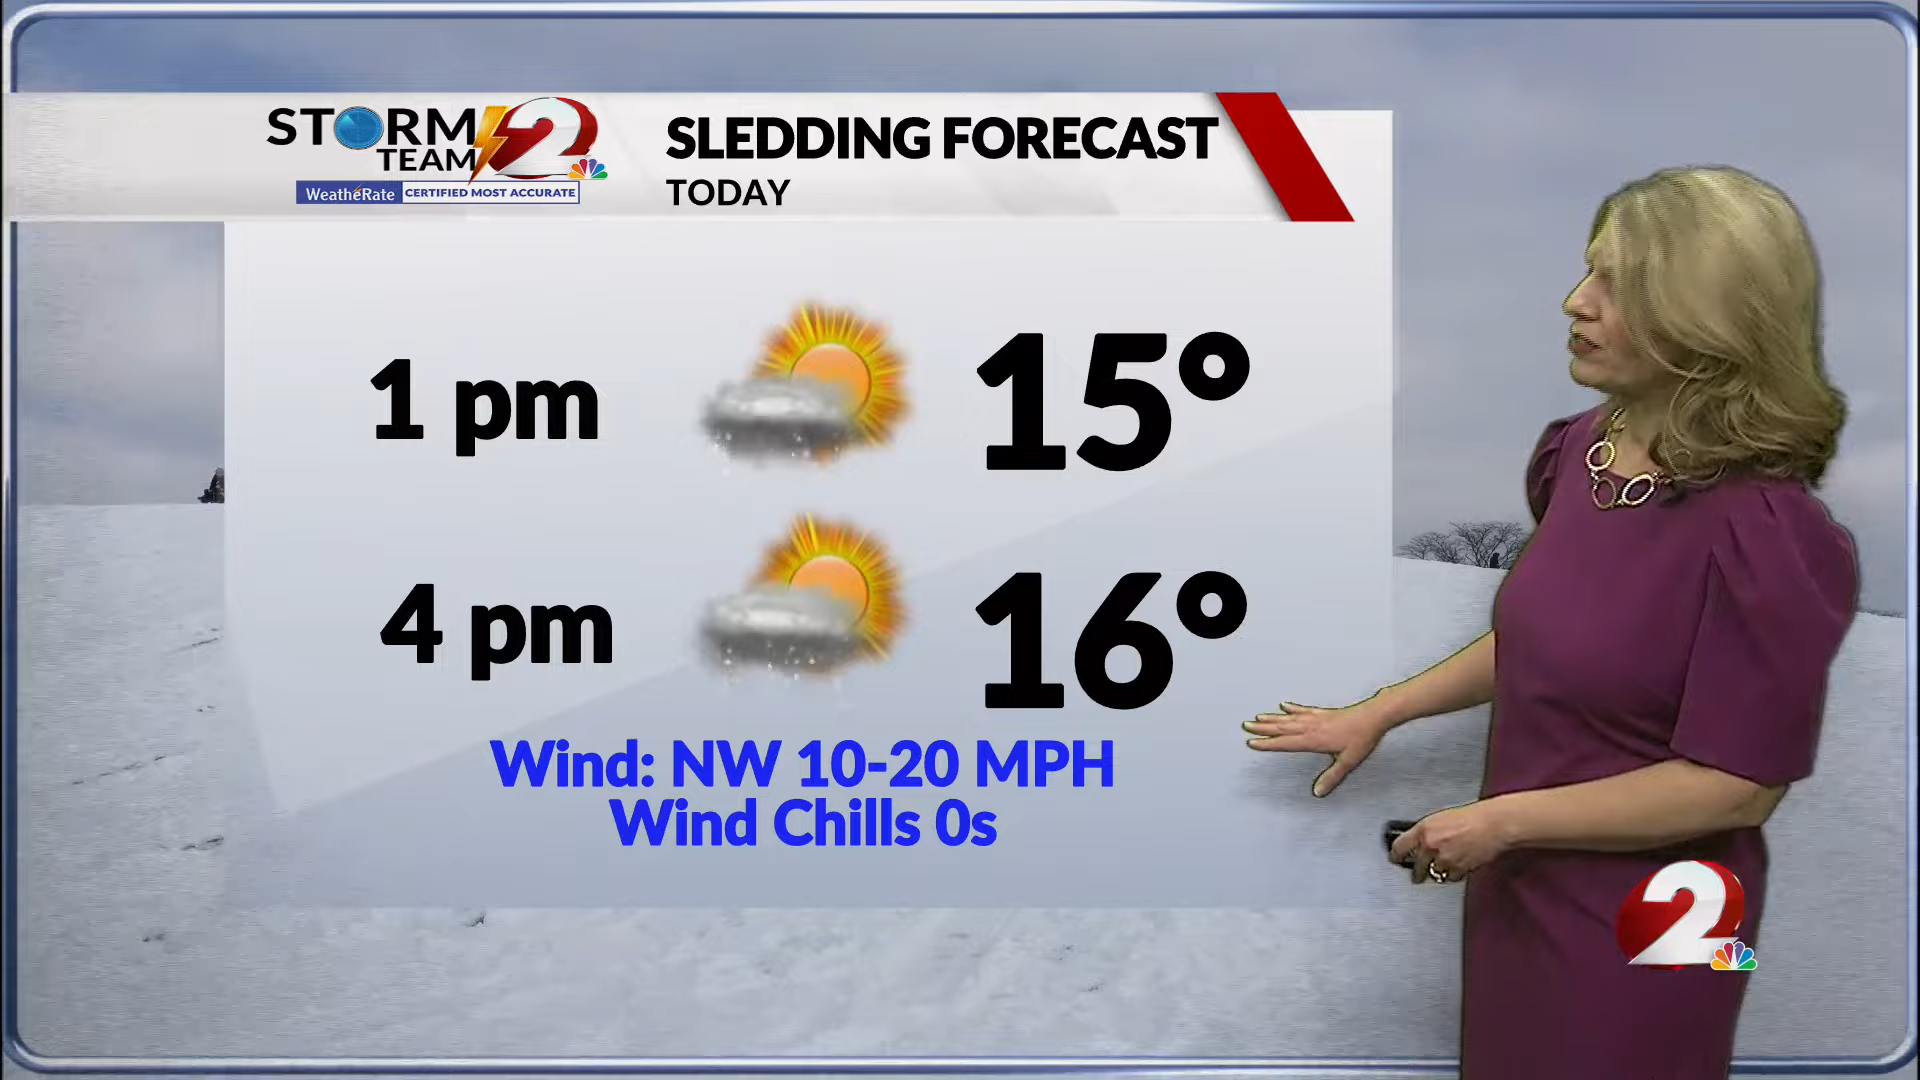 STORM TEAM 2
WeatheRate CERTIFIED MOST ACCURATE
SLEDDING FORECAST
TODAY
1 pm 15°
4 pm 16°
Wind: NW 10-20 MPH
Wind Chills 0s
2